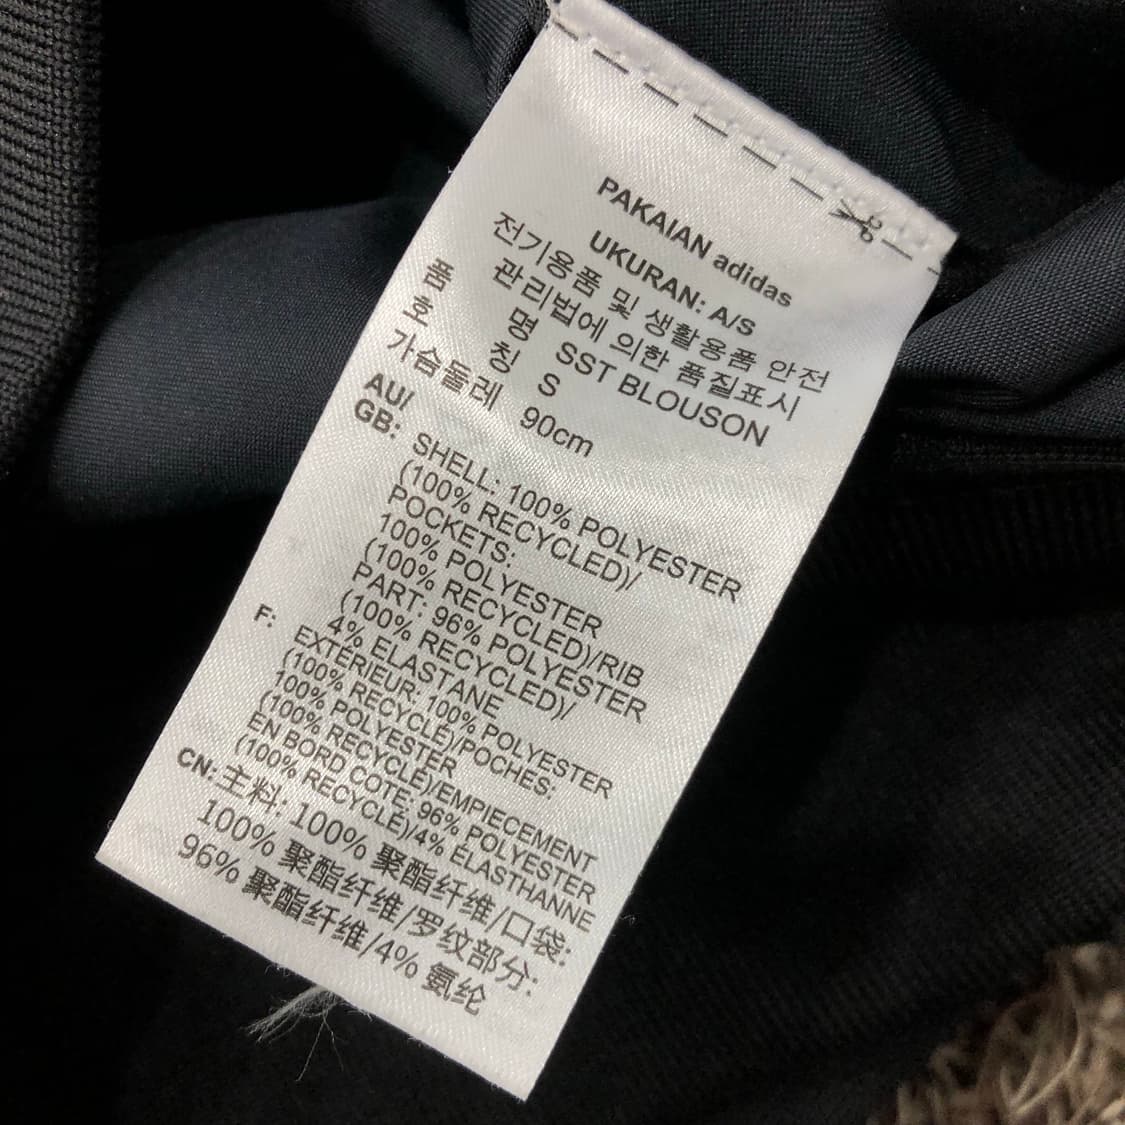 PAKAIAN adidas
UKURAN: A/S
전기용품 및 생활용품 안전
관리법에 의한 품질표시
품 명 SST BLOUSON
호 칭 S
가슴둘레 90cm
AU/
GB: SHELL: 100% POLYESTER
(100% RECYCLED)/
POCKETS:
100% POLYESTER
(100% RECYCLED)/RIB
PART: 96% POLYESTER
(100% RECYCLED)/
4% ELASTANE
F: EXTÉRIEUR: 100% POLYESTER
(100% RECYCLÉ)/POCHES:
100% POLYESTER
(100% RECYCLÉ)/EMPIECEMENT
EN BORD COTE: 96% POLYESTER
(100% RECYCLÉ)/4% ÉLASTHANNE
CN: 主料: 100% 聚酯纤维/口袋:
100% 聚酯纤维/罗纹部分:
96% 聚酯纤维/4% 氨纶